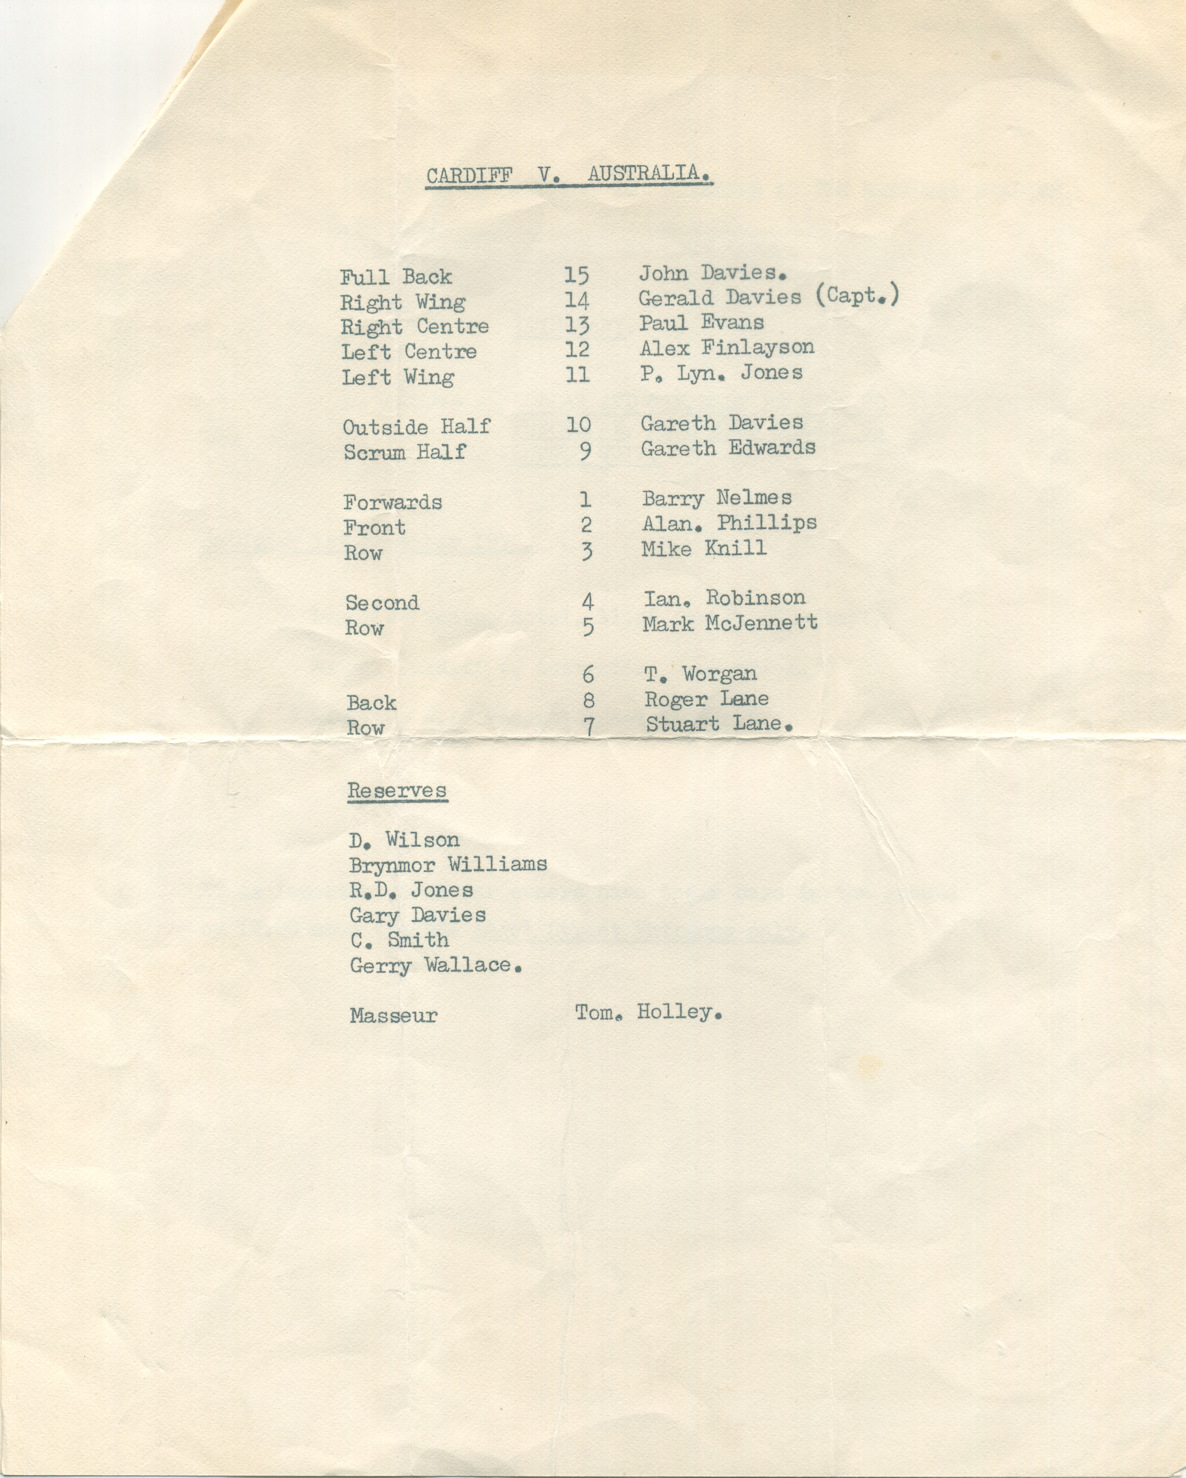 CARDIFF V. AUSTRALIA.
Full Back 15 John Davies.
Right Wing 14 Gerald Davies (Capt.)
Right Centre 13 Paul Evans
Left Centre 12 Alex Finlayson
Left Wing 11 P. Lyn. Jones
Outside Half 10 Gareth Davies
Scrum Half 9 Gareth Edwards
Forwards 1 Barry Nelmes
Front 2 Alan. Phillips
Row 3 Mike Knill
Second 4 Ian. Robinson
Row 5 Mark McJennett
6 T. Worgan
Back 8 Roger Lane
Row 7 Stuart Lane.
Reserves
D. Wilson
Brynmor Williams
R.D. Jones
Gary Davies
C. Smith
Gerry Wallace.
Masseur Tom. Holley.